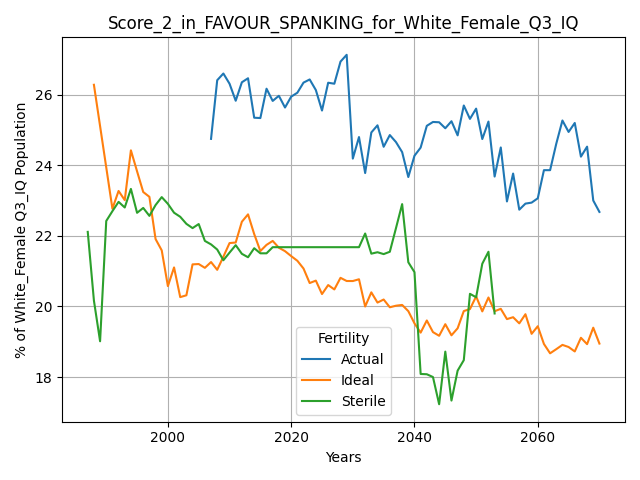 Score_2_in_FAVOUR_SPANKING_for_White_Female_Q3_IQ
% of White_Female Q3_IQ Population
26
24
22
20
18
Fertility
Actual
Ideal
Sterile
2000
2020
2040
2060
Years